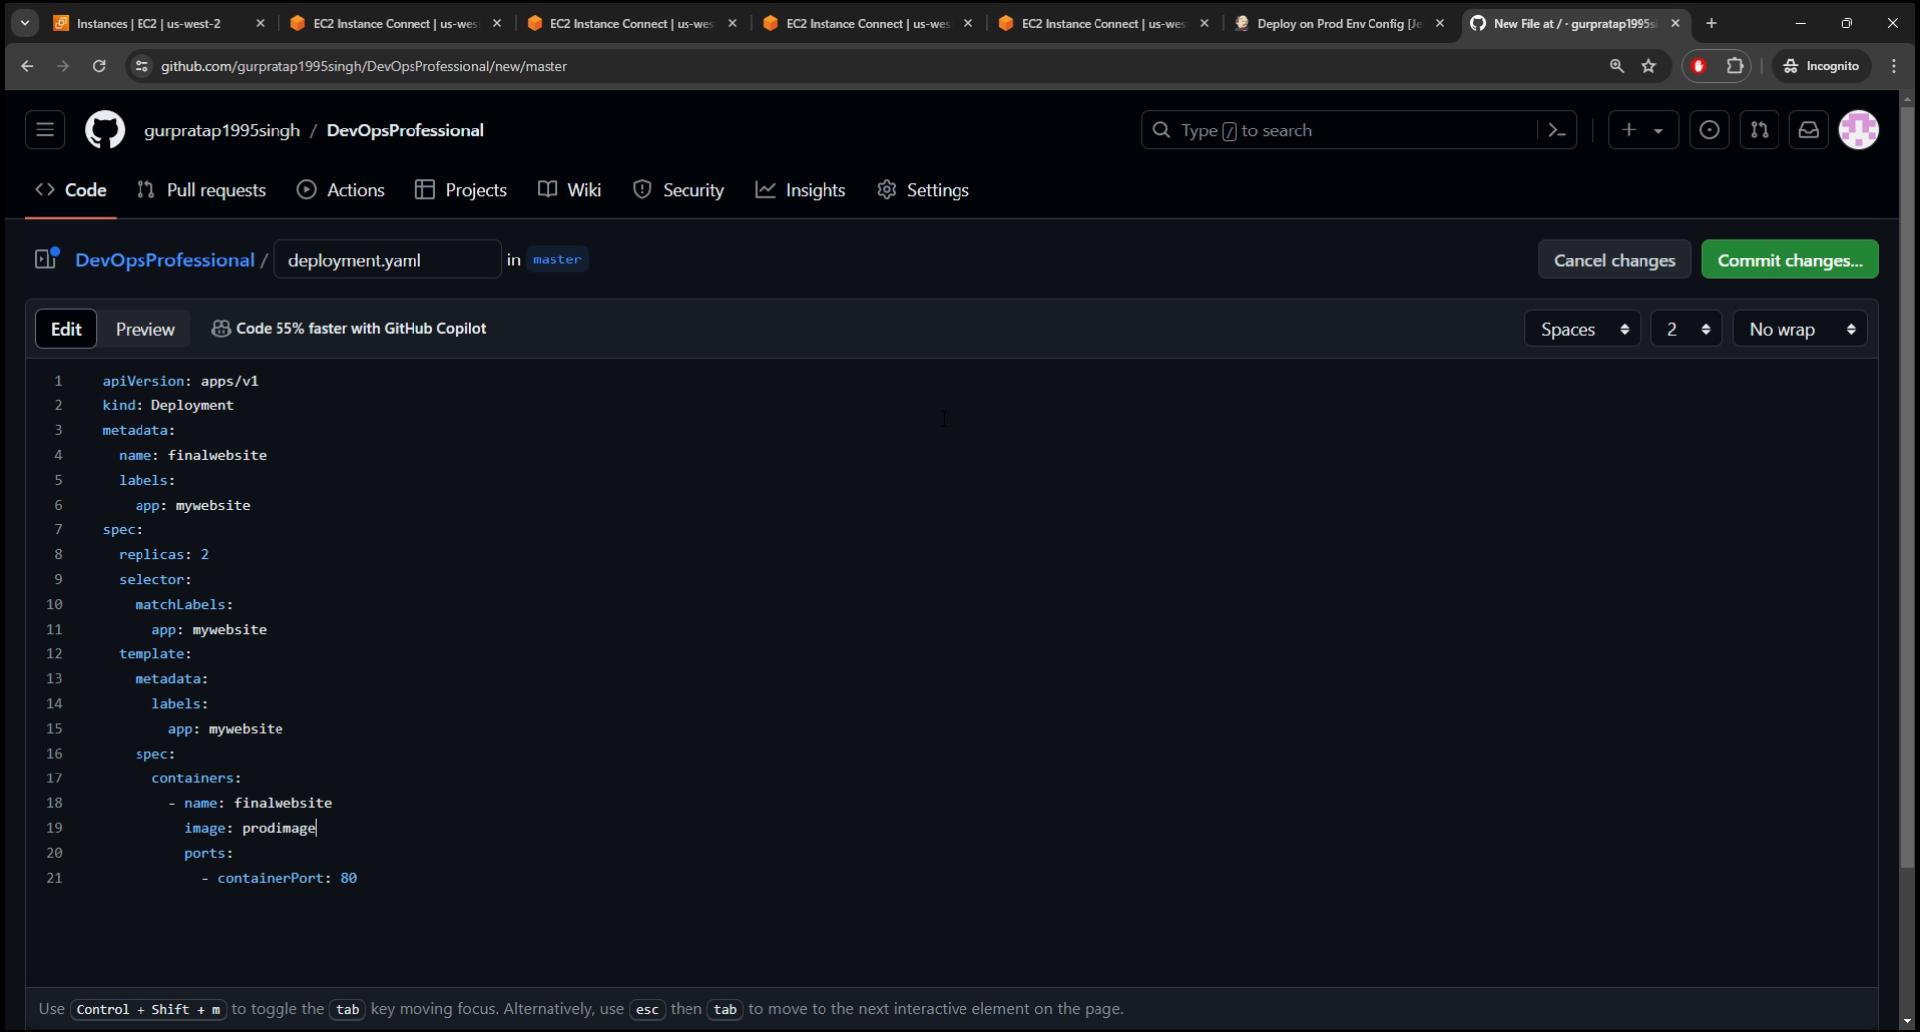 Instances | EC2 | us-west-2
EC2 Instance Connect | us-wes
EC2 Instance Connect | us-wes
EC2 Instance Connect | us-wes
EC2 Instance Connect | us-wes
Deploy on Prod Env Config [Je
New File at / · gurpratap1995si
github.com/gurpratap1995singh/DevOpsProfessional/new/master
Incognito
gurpratap1995singh / DevOpsProfessional
Type / to search
Code
Pull requests
Actions
Projects
Wiki
Security
Insights
Settings
DevOpsProfessional / deployment.yaml in master
Cancel changes
Commit changes...
Edit
Preview
Code 55% faster with GitHub Copilot
Spaces
2
No wrap
1 apiVersion: apps/v1
2 kind: Deployment
3 metadata:
4 name: finalwebsite
5 labels:
6 app: mywebsite
7 spec:
8 replicas: 2
9 selector:
10 matchLabels:
11 app: mywebsite
12 template:
13 metadata:
14 labels:
15 app: mywebsite
16 spec:
17 containers:
18 - name: finalwebsite
19 image: prodimage
20 ports:
21 - containerPort: 80
Use Control + Shift + m to toggle the tab key moving focus. Alternatively, use esc then tab to move to the next interactive element on the page.